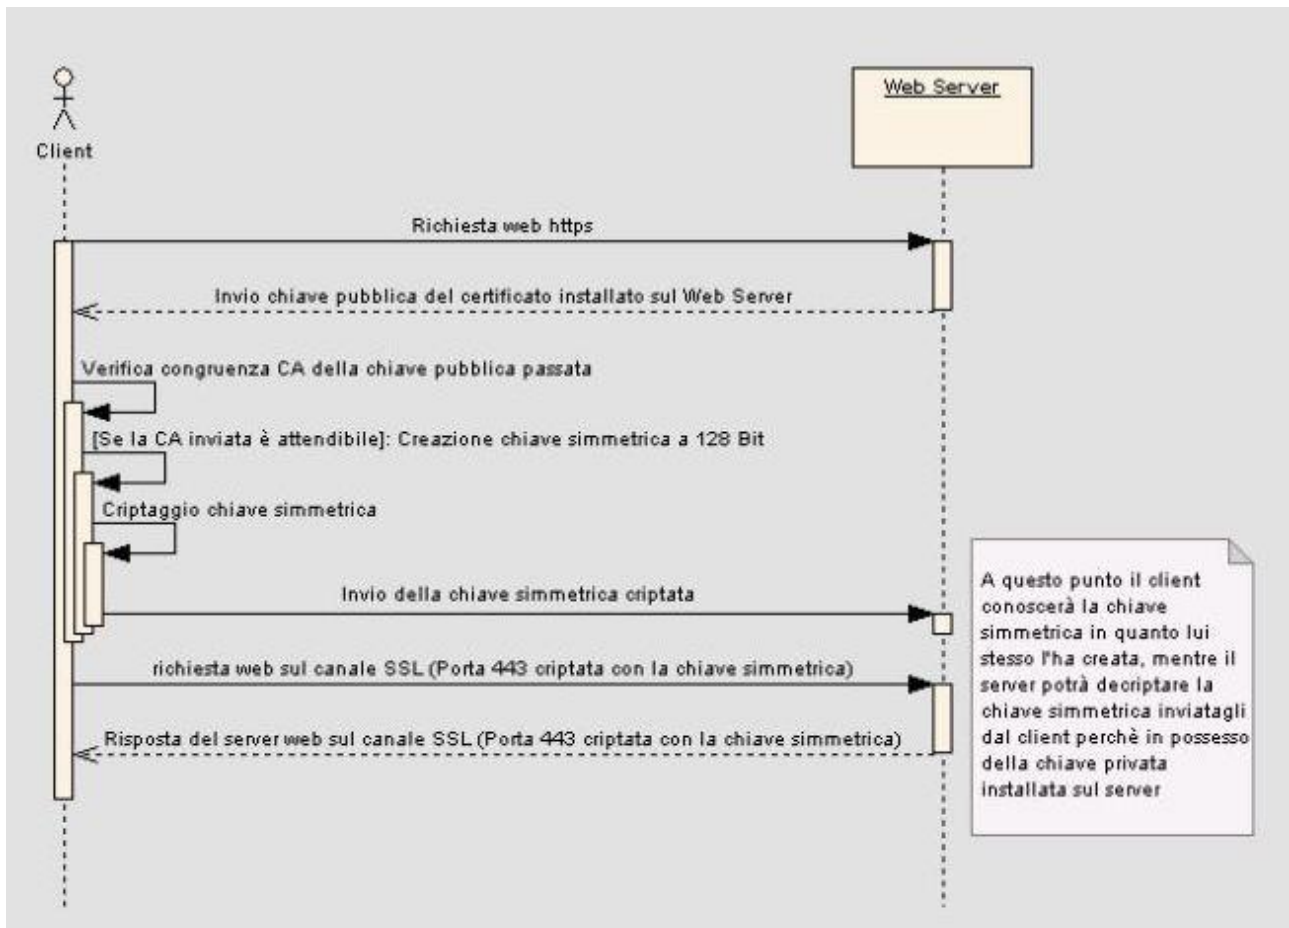 Client
Web Server
Richiesta web https
Invio chiave pubblica del certificato installato sul Web Server
Verifica congruenza CA della chiave pubblica passata
[Se la CA inviata è attendibile]: Creazione chiave simmetrica a 128 Bit
Criptaggio chiave simmetrica
Invio della chiave simmetrica criptata
richiesta web sul canale SSL (Porta 443 criptata con la chiave simmetrica)
Risposta del server web sul canale SSL (Porta 443 criptata con la chiave simmetrica)
A questo punto il client
conoscerà la chiave
simmetrica in quanto lui
stesso l'ha creata, mentre il
server potrà decriptare la
chiave simmetrica inviatagli
dal client perchè in possesso
della chiave privata
installata sul server